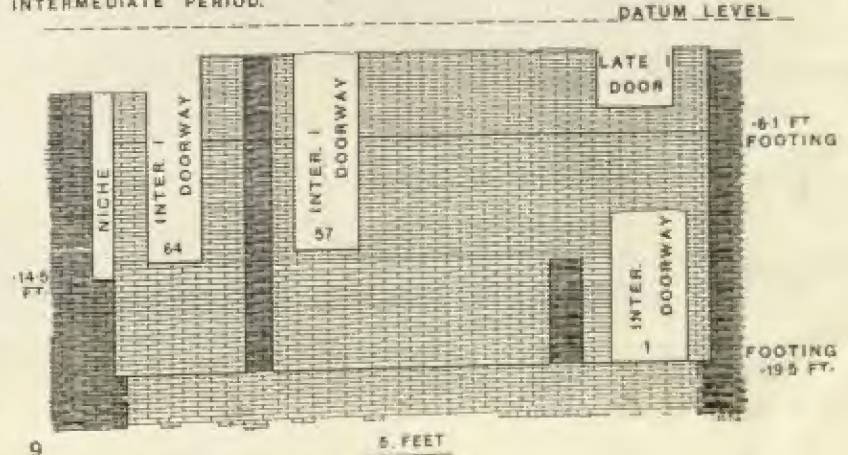 INTERMEDIATE PERIOD.
DATUM LEVEL
LATE I
DOOR
-6.1 FT
FOOTING
NICHE
INTER. I
DOORWAY
64
INTER. I
DOORWAY
57
INTER.
DOORWAY
1
-14.5
FT.
FOOTING
-19.5 FT.
5. FEET
9